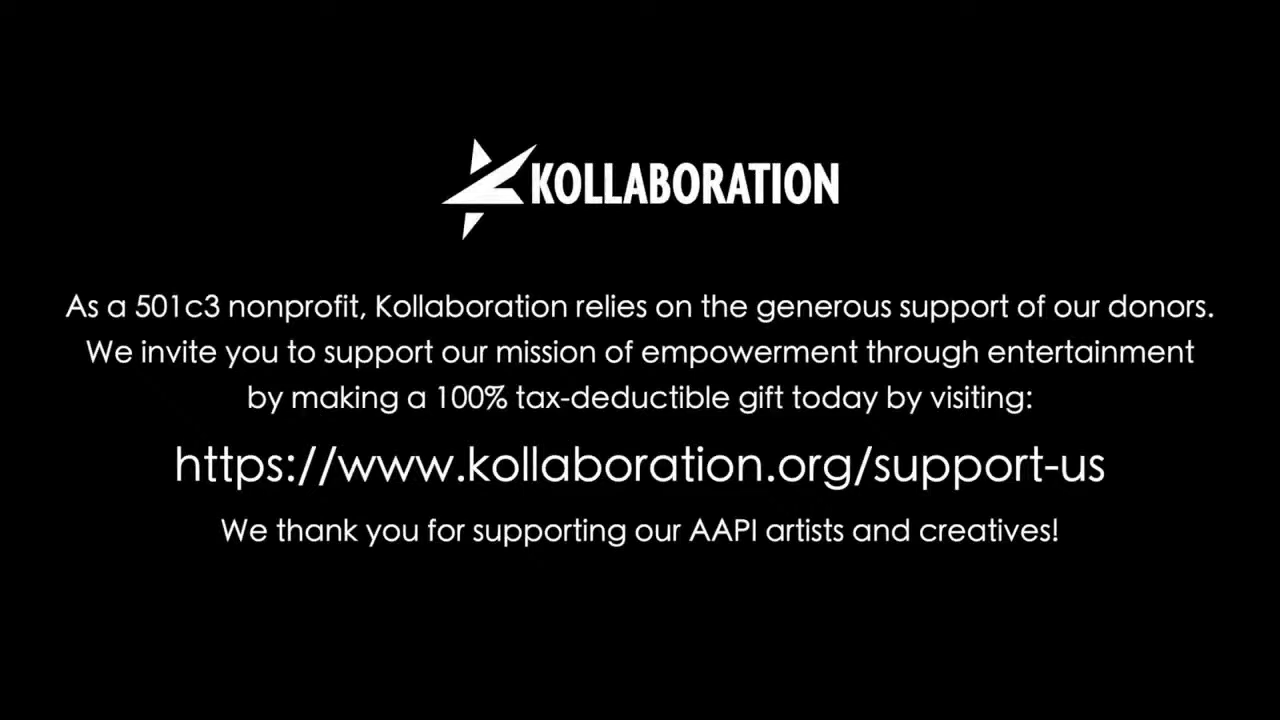 KOLLABORATION
As a 501c3 nonprofit, Kollaboration relies on the generous support of our donors.
We invite you to support our mission of empowerment through entertainment
by making a 100% tax-deductible gift today by visiting:
https://www.kollaboration.org/support-us
We thank you for supporting our AAPI artists and creatives!